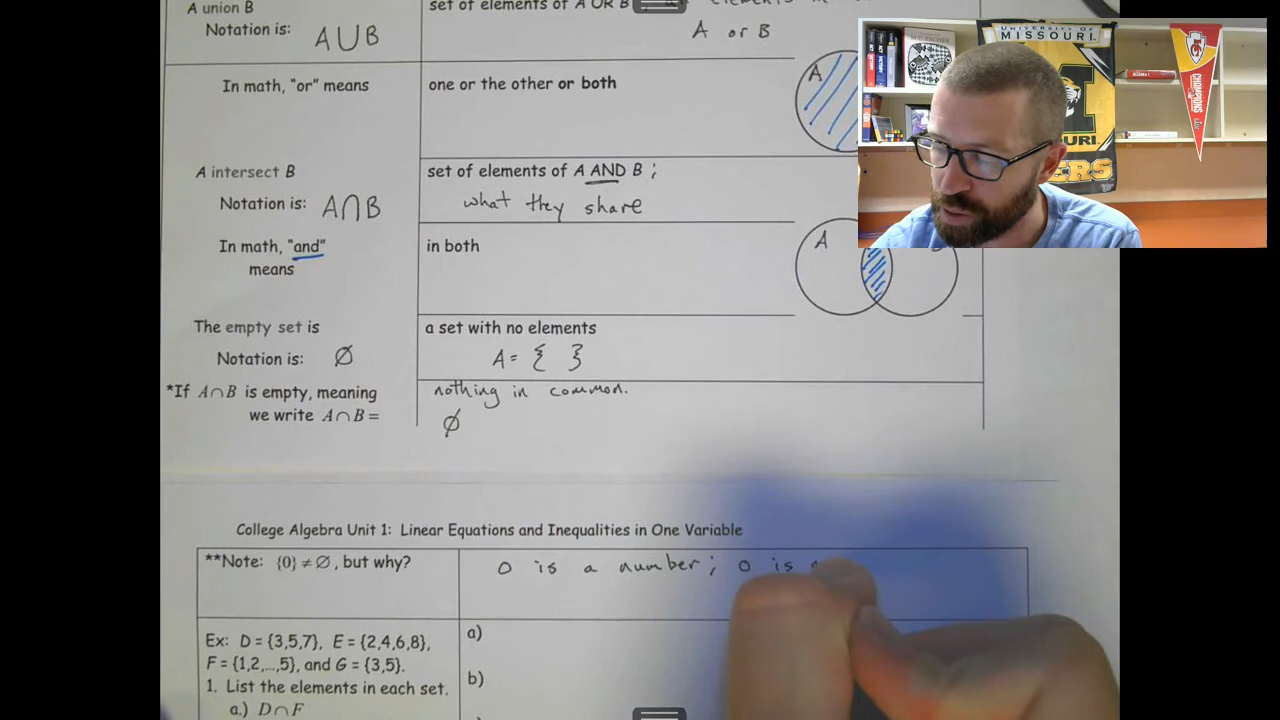 A union B
set of elements of A OR B ;
Notation is: A∪B
A or B
In math, "or" means
one or the other or both
A
A intersect B
set of elements of A AND B ;
Notation is: A∩B
what they share
In math, "and"
means
in both
A
The empty set is
a set with no elements
Notation is: Ø
A = { }
*If A∩B is empty, meaning
nothing in common.
we write A∩B =
Ø
College Algebra Unit 1: Linear Equations and Inequalities in One Variable
**Note: {0} ≠ Ø, but why?
0 is a number; 0 is
Ex: D = {3,5,7}, E = {2,4,6,8},
F = {1,2,...,5}, and G = {3,5}.
1. List the elements in each set.
a.) D∩F
a)
b)
UNIVERSITY OF
MISSOURI.
M.C. ESCHER
CHAMPIONS